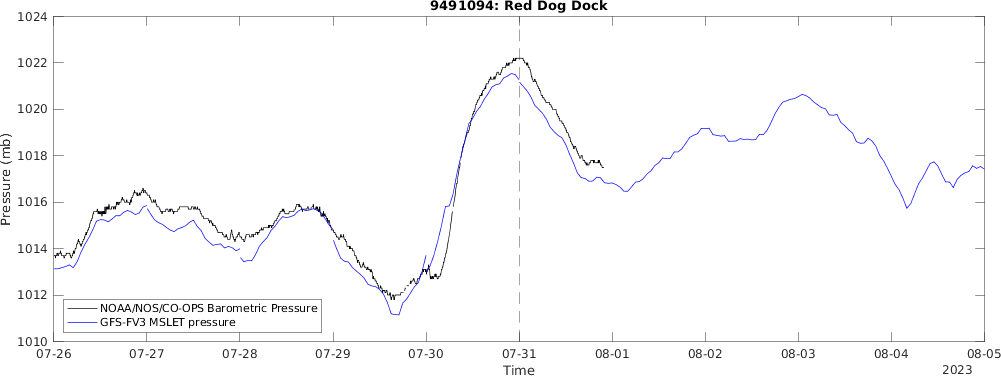 9491094: Red Dog Dock
Pressure (mb)
1024
1022
1020
1018
1016
1014
1012
1010
NOAA/NOS/CO-OPS Barometric Pressure
GFS-FV3 MSLET pressure
07-26 07-27 07-28 07-29 07-30 07-31 08-01 08-02 08-03 08-04 08-05
Time
2023